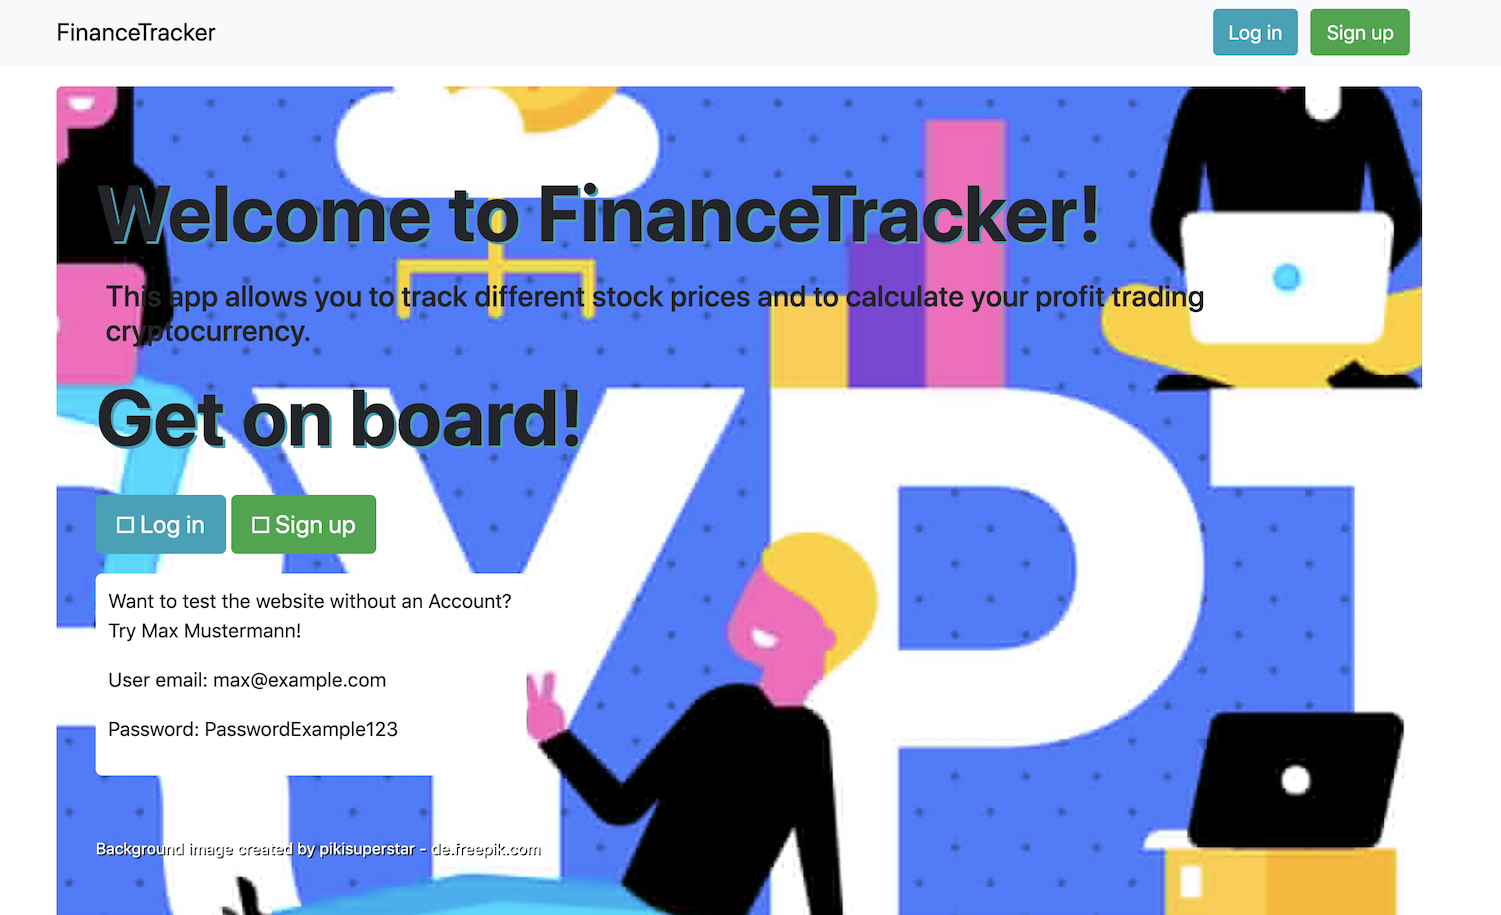 FinanceTracker
Log in
Sign up
Welcome to FinanceTracker!
This app allows you to track different stock prices and to calculate your profit trading
cryptocurrency.
Get on board!
Log in
Sign up
Want to test the website without an Account?
Try Max Mustermann!
User email: max@example.com
Password: PasswordExample123
Background image created by pikisuperstar - de.freepik.com